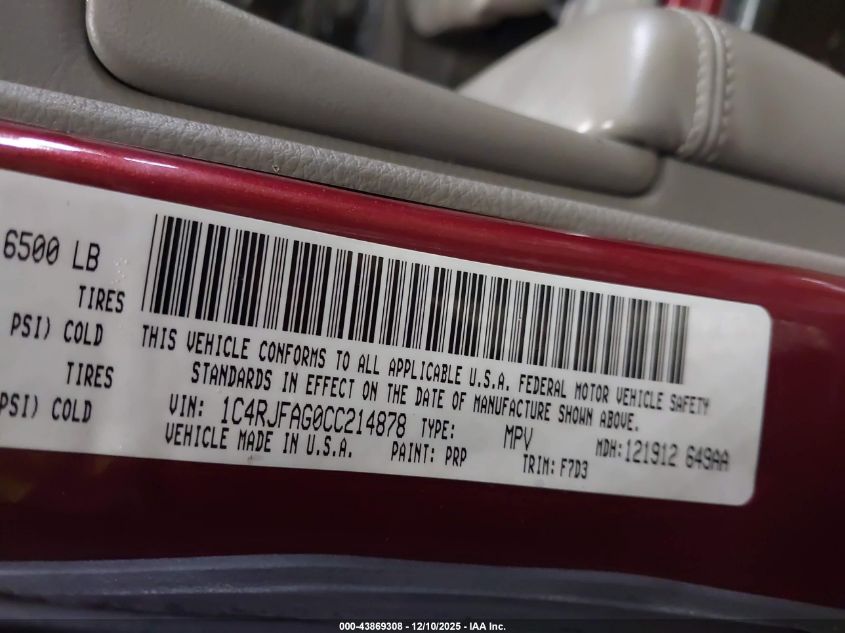 6500 LB
TIRES
PSI) COLD
TIRES
PSI) COLD
THIS VEHICLE CONFORMS TO ALL APPLICABLE U.S.A. FEDERAL MOTOR VEHICLE SAFETY
STANDARDS IN EFFECT ON THE DATE OF MANUFACTURE SHOWN ABOVE.
VIN: 1C4RJFAG0CC214878 TYPE: MPV MDH:121912 649AA
VEHICLE MADE IN U.S.A. PAINT: PRP TRIM: F7D3
000-43869308 - 12/10/2025 - IAA Inc.